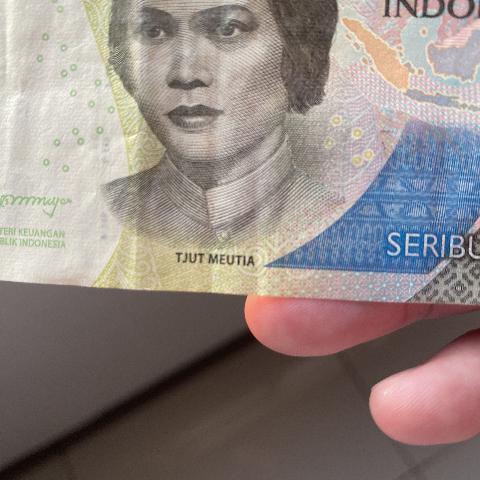 INDO
TERI KEUANGAN
BLIK INDONESIA
TJUT MEUTIA
SERIBU